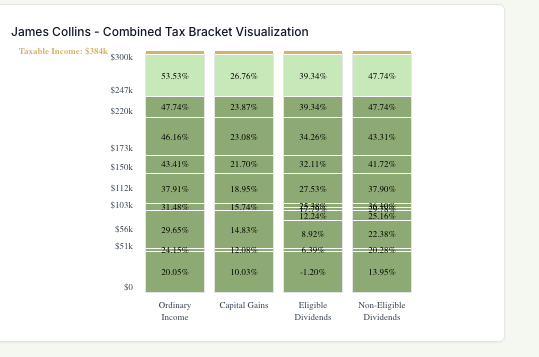 James Collins - Combined Tax Bracket Visualization
Taxable Income: $384k
$300k
53.53% 26.76% 39.34% 47.74%
$247k
47.74% 23.87% 39.34% 47.74%
$220k
46.16% 23.08% 34.26% 43.31%
$173k
43.41% 21.70% 32.11% 41.72%
$150k
37.91% 18.95% 27.53% 37.90%
$112k
$103k
31.48% 15.74%
12.24% 25.16%
$56k
29.65% 14.83% 8.92% 22.38%
$51k
24.15% 12.08% 6.39% 20.28%
20.05% 10.03% -1.20% 13.95%
$0
Ordinary Income Capital Gains Eligible Dividends Non-Eligible Dividends